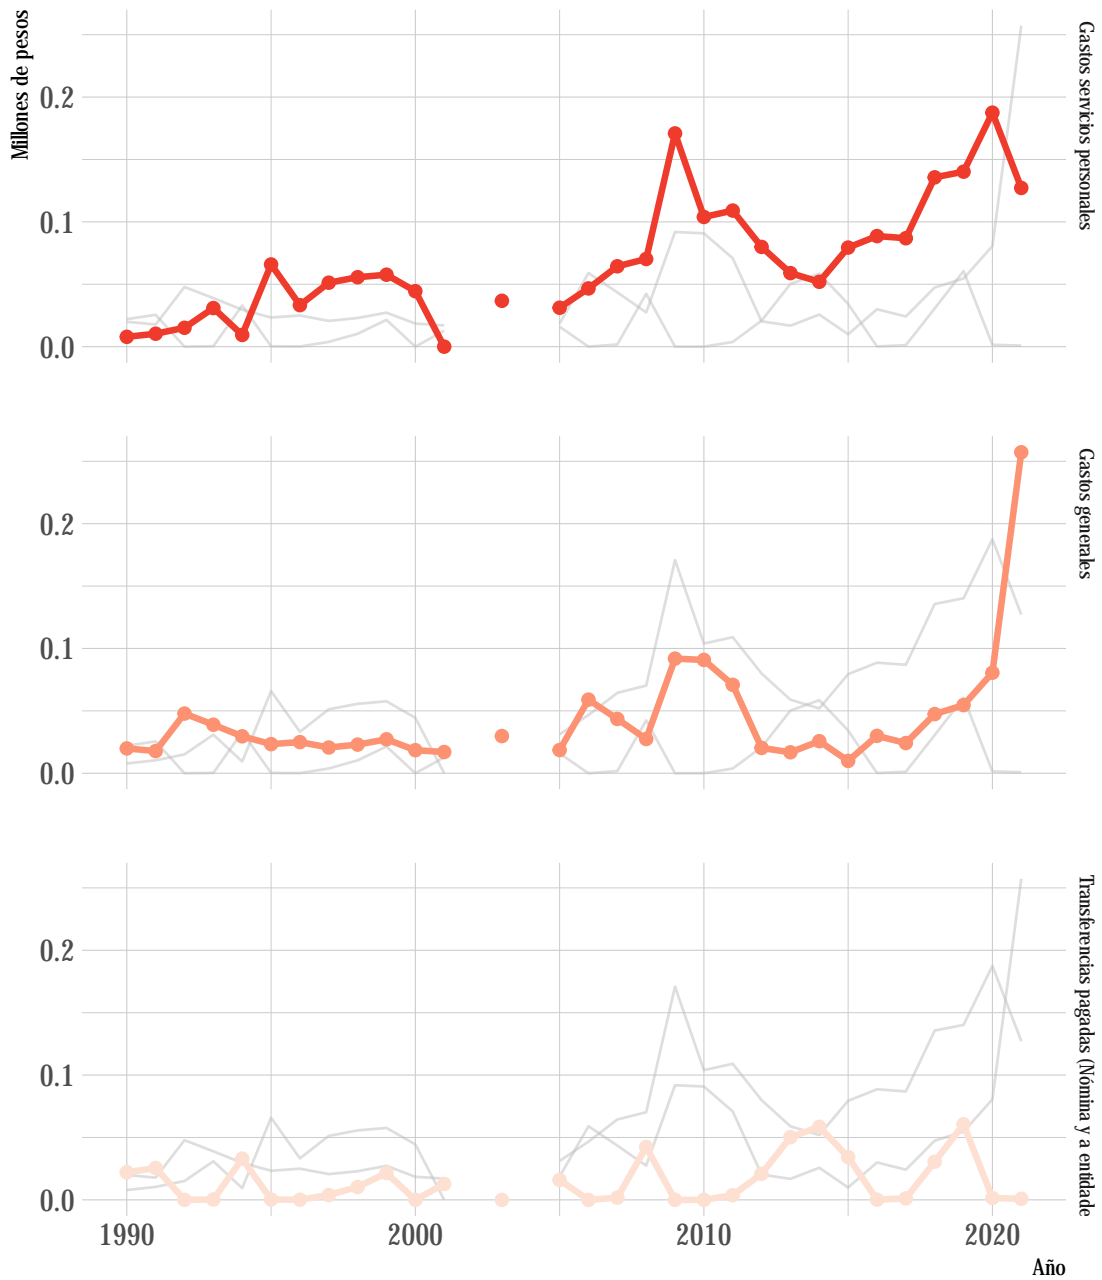 Millones de pesos
0.2
0.1
0.0
Gastos servicios personales
0.2
0.1
0.0
Gastos generales
0.2
0.1
0.0
Transferencias pagadas (Nómina y a entidade
1990 2000 2010 2020
Año